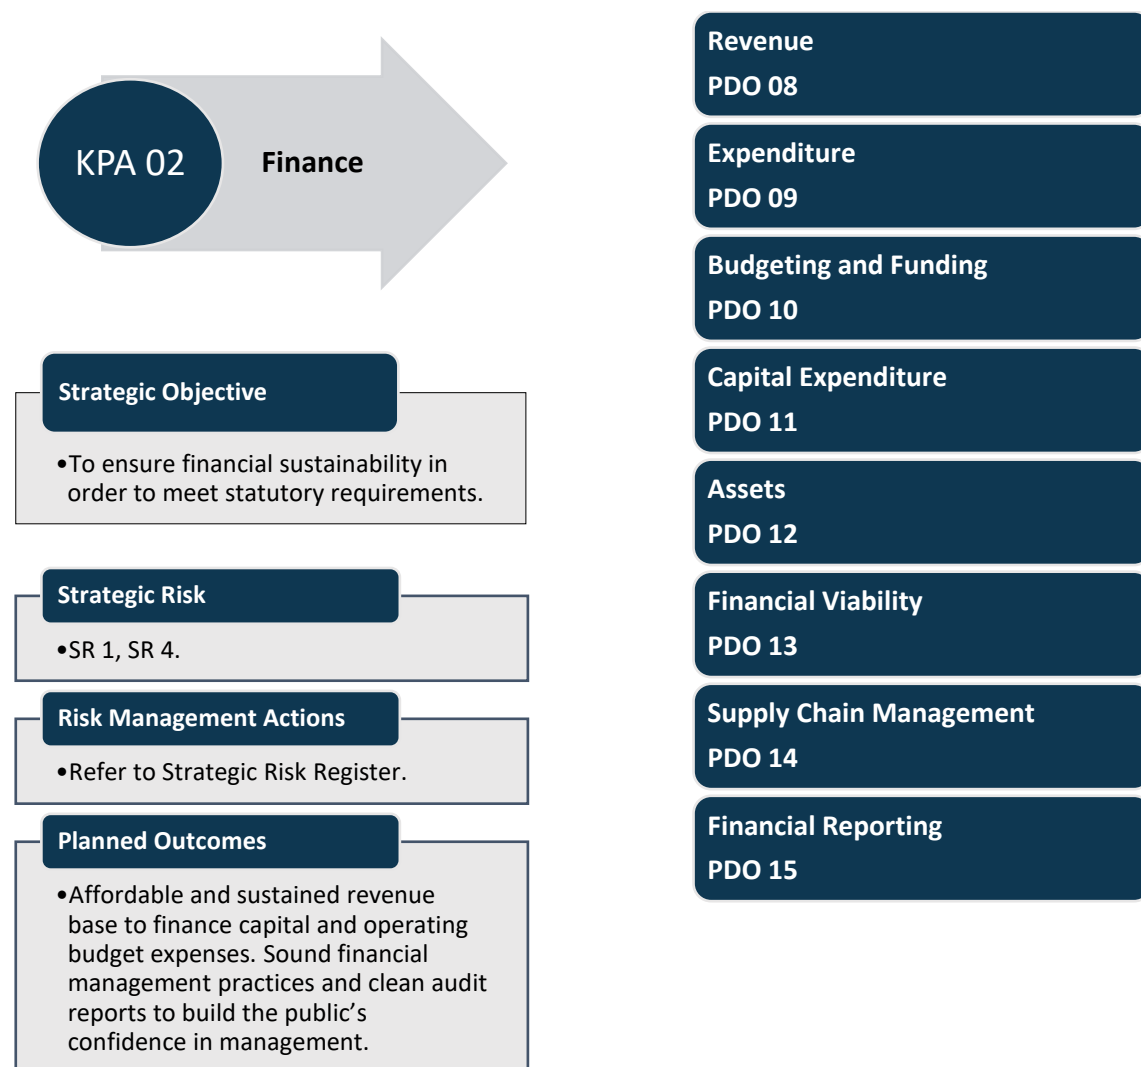 KPA 02
Finance
Strategic Objective
•To ensure financial sustainability in
order to meet statutory requirements.
Strategic Risk
•SR 1, SR 4.
Risk Management Actions
•Refer to Strategic Risk Register.
Planned Outcomes
•Affordable and sustained revenue
base to finance capital and operating
budget expenses. Sound financial
management practices and clean audit
reports to build the public’s
confidence in management.
Revenue
PDO 08
Expenditure
PDO 09
Budgeting and Funding
PDO 10
Capital Expenditure
PDO 11
Assets
PDO 12
Financial Viability
PDO 13
Supply Chain Management
PDO 14
Financial Reporting
PDO 15